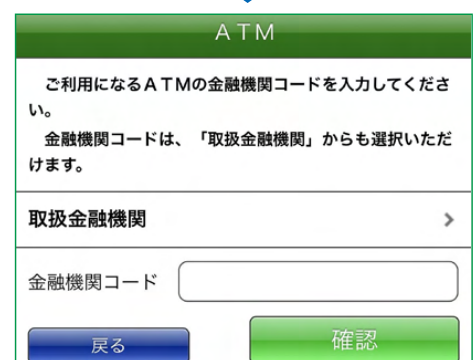 ATM
ご利用になるATMの金融機関コードを入力してくださ
い。
金融機関コードは、「取扱金融機関」からも選択いただ
けます。
取扱金融機関
金融機関コード
戻る
確認